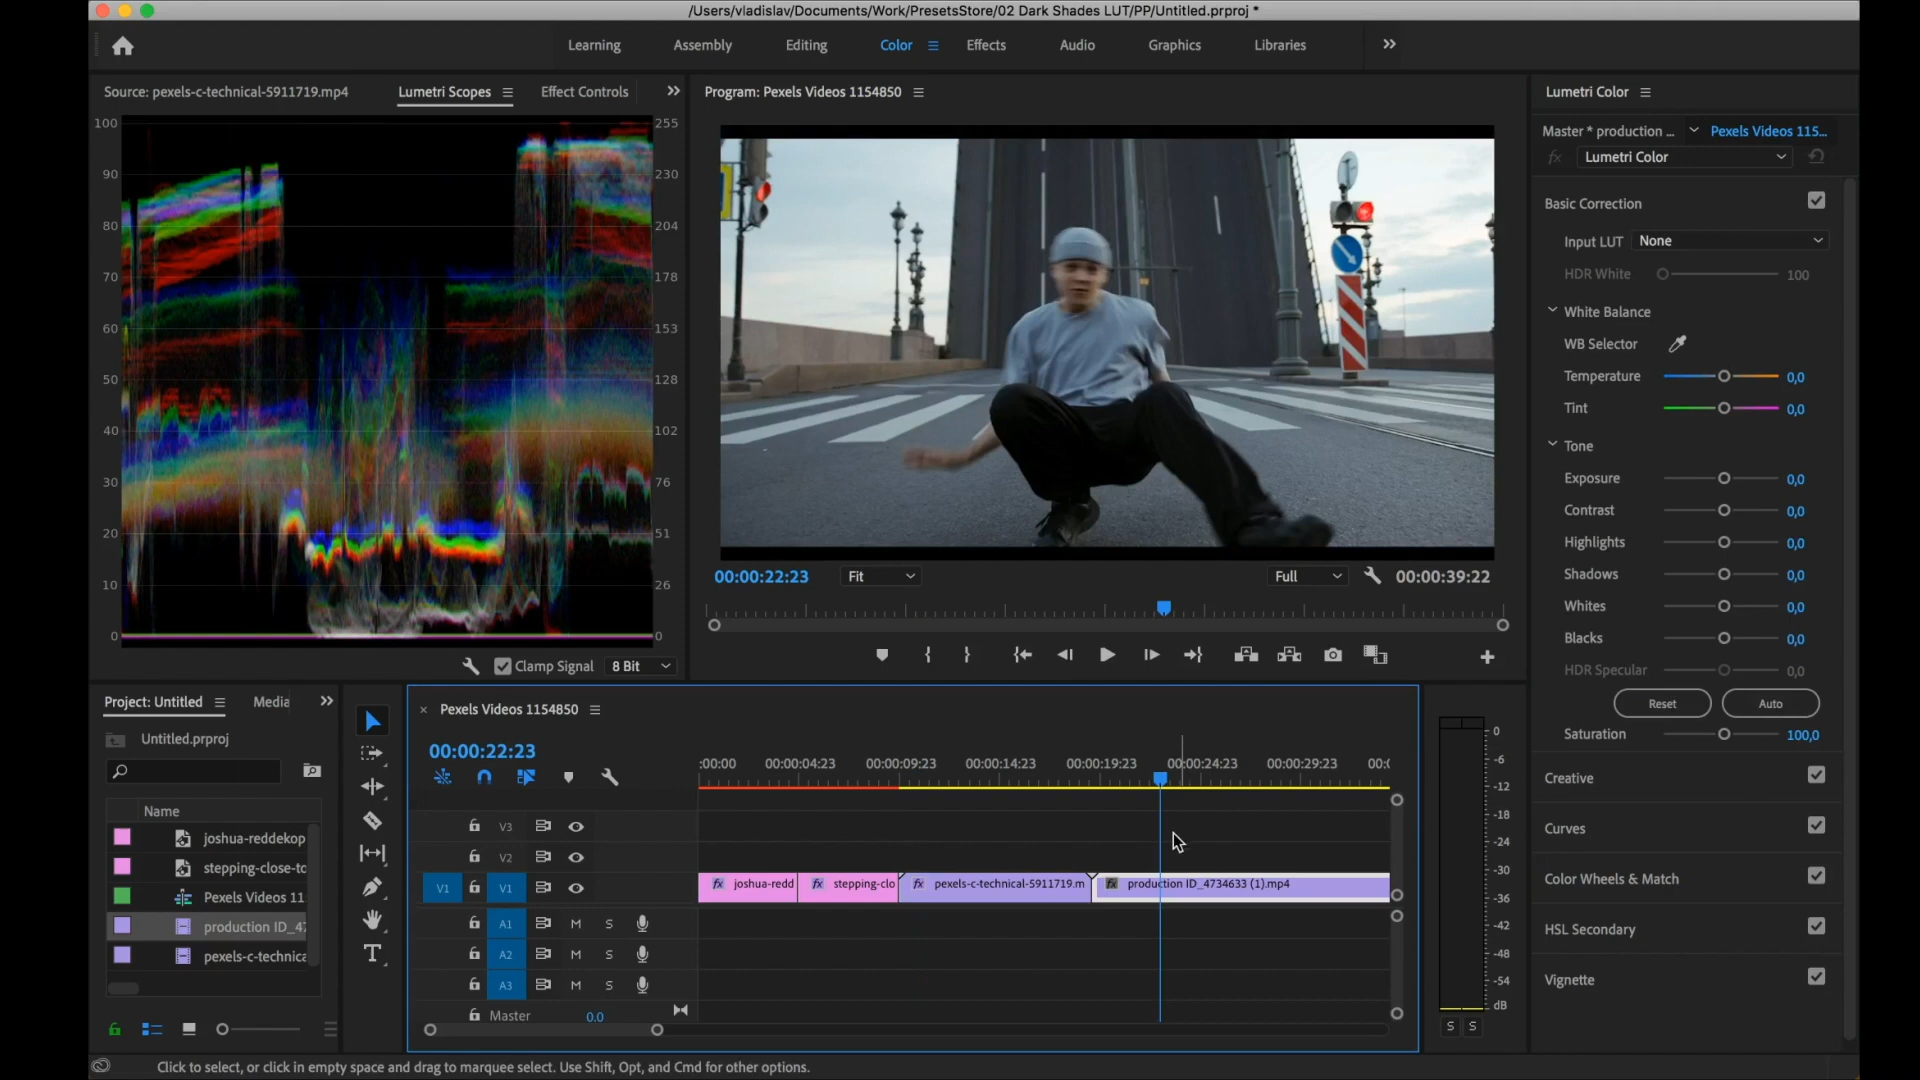 /Users/vladislav/Documents/Work/PresetsStore/02 Dark Shades LUT/PP/Untitled.prproj *
Learning
Assembly
Editing
Color
Effects
Audio
Graphics
Libraries
Source: pexels-c-technical-5911719.mp4
Lumetri Scopes
Effect Controls
Program: Pexels Videos 1154850
Lumetri Color
Master * production ...
Pexels Videos 115...
fx
Lumetri Color
100
90
80
70
60
50
40
30
20
10
0
255
230
204
178
153
128
102
76
51
26
0
Clamp Signal
8 Bit
00:00:22:23
Fit
Full
00:00:39:22
Basic Correction
Input LUT
None
HDR White
100
White Balance
WB Selector
Temperature
0,0
Tint
0,0
Tone
Exposure
0,0
Contrast
0,0
Highlights
0,0
Shadows
0,0
Whites
0,0
Blacks
0,0
HDR Specular
0,0
Reset
Auto
Saturation
100,0
Creative
Curves
Color Wheels & Match
HSL Secondary
Vignette
Project: Untitled
Media
Untitled.prproj
Name
joshua-reddekop
stepping-close-to
Pexels Videos 11
production ID_47
pexels-c-technica
Pexels Videos 1154850
00:00:22:23
:00:00
00:00:04:23
00:00:09:23
00:00:14:23
00:00:19:23
00:00:24:23
00:00:29:23
00:0
V3
V2
V1
V1
fx joshua-redd
fx stepping-clo
fx pexels-c-technical-5911719.m
fx production ID_4734633 (1).mp4
A1
M
S
A2
M
S
A3
M
S
Master
0.0
0
-6
-12
-18
-24
-30
-36
-42
-48
-54
dB
S
S
Click to select, or click in empty space and drag to marquee select. Use Shift, Opt, and Cmd for other options.